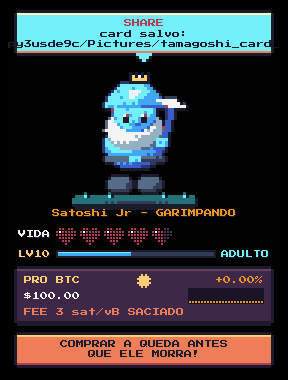 SHARE
card salvo:
py3usde9c/Pictures/tamagoshi_card_
Satoshi Jr - GARIMPANDO
VIDA
LV10 ADULTO
PRO BTC +0.00%
$100.00
FEE 3 sat/vB SACIADO
COMPRAR A QUEDA ANTES
QUE ELE MORRA!